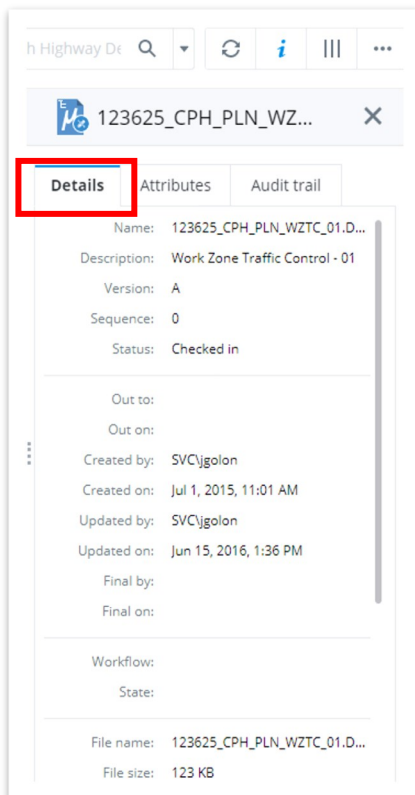 h Highway De
123625_CPH_PLN_WZ...
Details Attributes Audit trail
Name: 123625_CPH_PLN_WZTC_01.D...
Description: Work Zone Traffic Control - 01
Version: A
Sequence: 0
Status: Checked in
Out to:
Out on:
Created by: SVC\jgolon
Created on: Jul 1, 2015, 11:01 AM
Updated by: SVC\jgolon
Updated on: Jun 15, 2016, 1:36 PM
Final by:
Final on:
Workflow:
State:
File name: 123625_CPH_PLN_WZTC_01.D...
File size: 123 KB